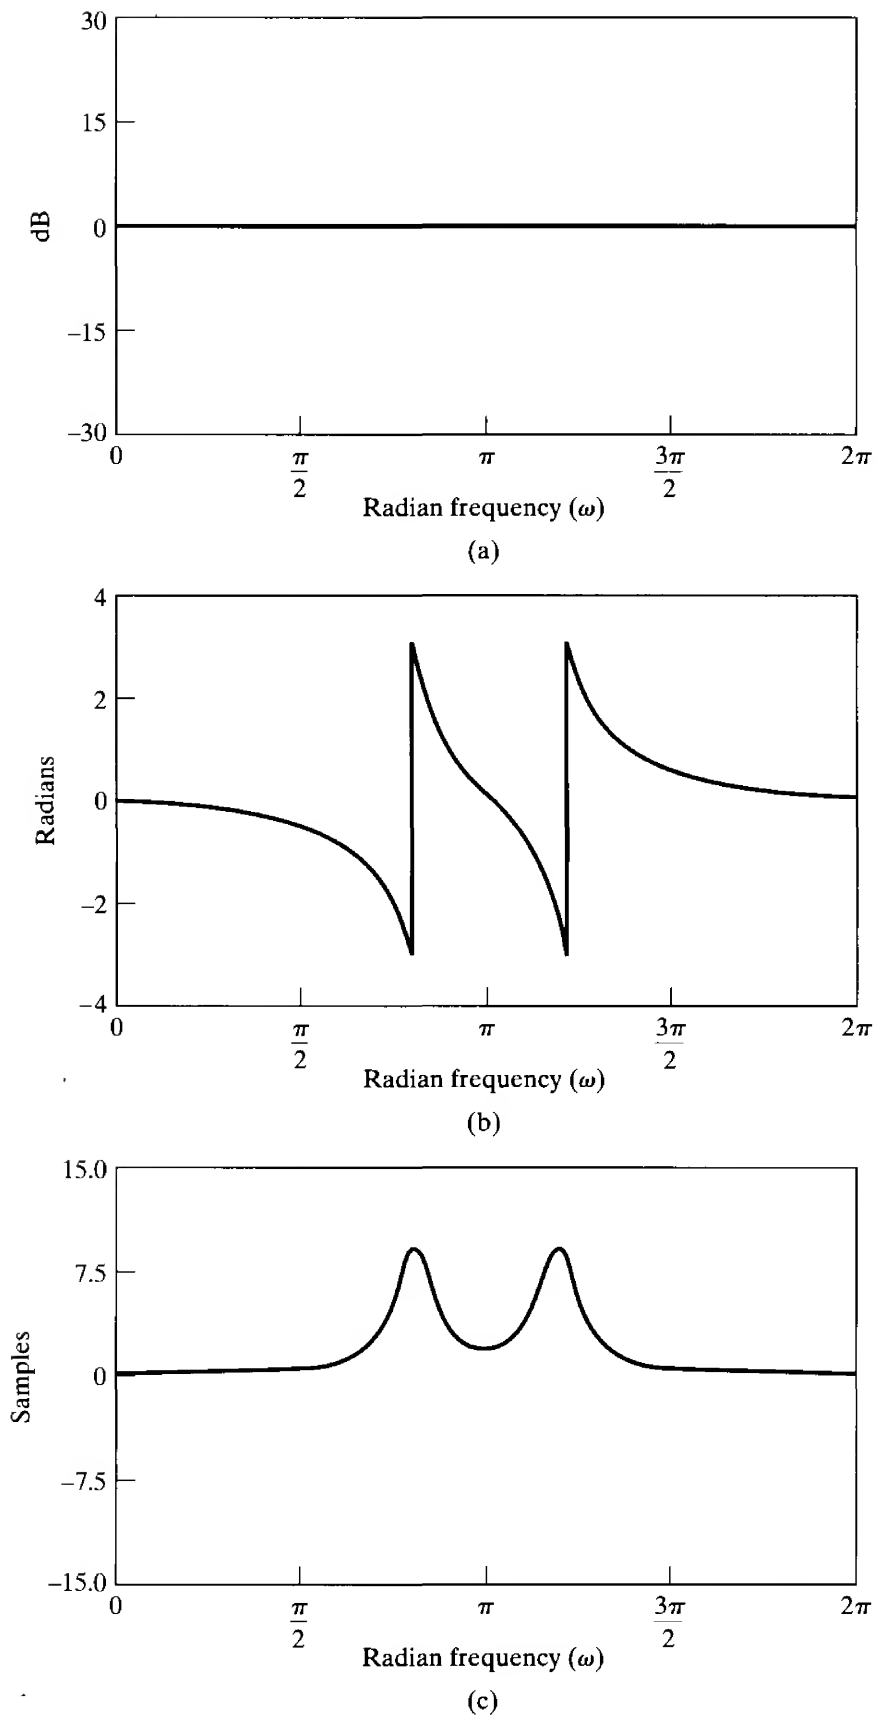 30
15
0
−15
−30
dB
0 π/2 π 3π/2 2π
Radian frequency (ω)
(a)
4
2
0
−2
−4
Radians
0 π/2 π 3π/2 2π
Radian frequency (ω)
(b)
15.0
7.5
0
−7.5
−15.0
Samples
0 π/2 π 3π/2 2π
Radian frequency (ω)
(c)